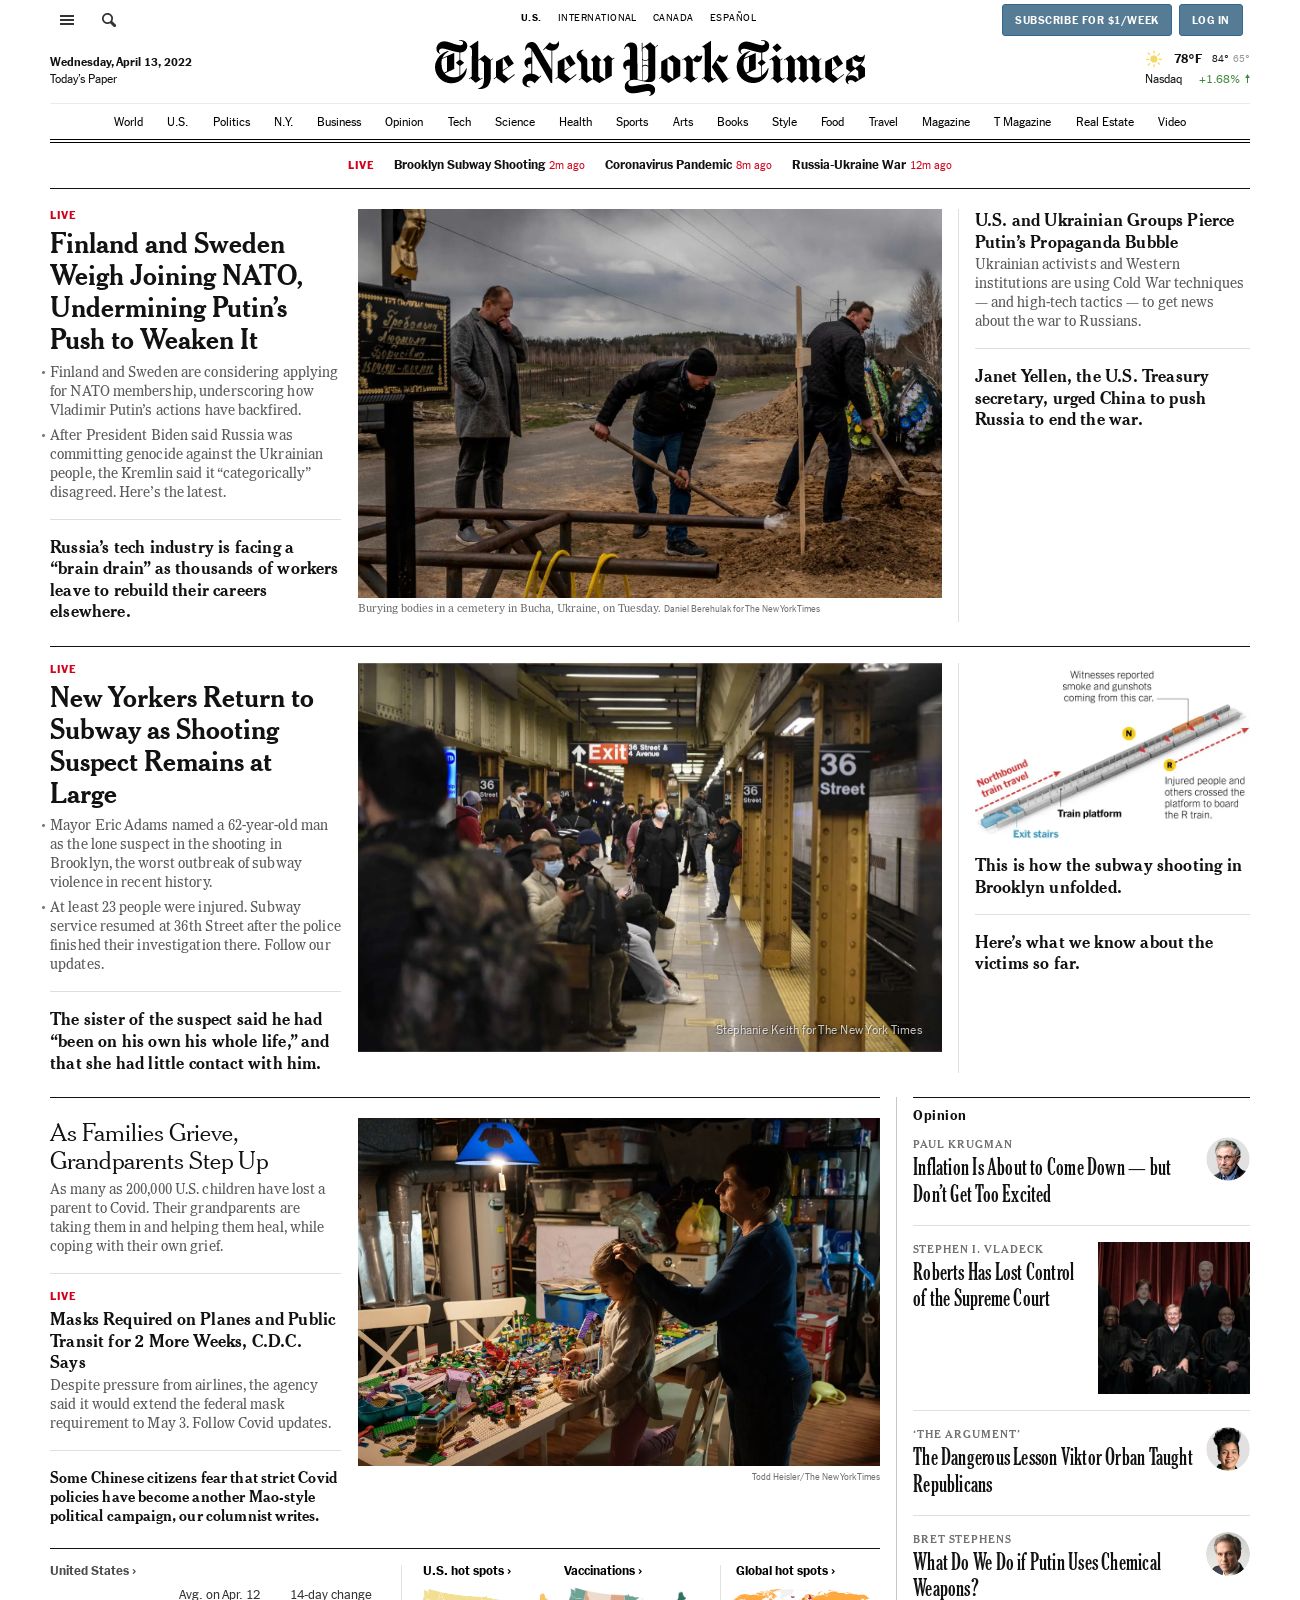 U.S. INTERNATIONAL CANADA ESPAÑOL
SUBSCRIBE FOR $1/WEEK
LOG IN
The New York Times
Wednesday, April 13, 2022
Today's Paper
78°F 84° 65°
Nasdaq +1.68% ↑
World U.S. Politics N.Y. Business Opinion Tech Science Health Sports Arts Books Style Food Travel Magazine T Magazine Real Estate Video
LIVE Brooklyn Subway Shooting 2m ago Coronavirus Pandemic 8m ago Russia-Ukraine War 12m ago
LIVE
Finland and Sweden
Weigh Joining NATO,
Undermining Putin's
Push to Weaken It
• Finland and Sweden are considering applying
for NATO membership, underscoring how
Vladimir Putin's actions have backfired.
• After President Biden said Russia was
committing genocide against the Ukrainian
people, the Kremlin said it “categorically”
disagreed. Here's the latest.
Russia's tech industry is facing a
“brain drain” as thousands of workers
leave to rebuild their careers
elsewhere.
Burying bodies in a cemetery in Bucha, Ukraine, on Tuesday. Daniel Berehulak for The New York Times
U.S. and Ukrainian Groups Pierce
Putin's Propaganda Bubble
Ukrainian activists and Western
institutions are using Cold War techniques
— and high-tech tactics — to get news
about the war to Russians.
Janet Yellen, the U.S. Treasury
secretary, urged China to push
Russia to end the war.
LIVE
New Yorkers Return to
Subway as Shooting
Suspect Remains at
Large
• Mayor Eric Adams named a 62-year-old man
as the lone suspect in the shooting in
Brooklyn, the worst outbreak of subway
violence in recent history.
• At least 23 people were injured. Subway
service resumed at 36th Street after the police
finished their investigation there. Follow our
updates.
The sister of the suspect said he had
“been on his own his whole life,” and
that she had little contact with him.
Exit
36 Street &
4 Avenue
36
Street
36
Street
36
Street
36
Stephanie Keith for The New York Times
Witnesses reported
smoke and gunshots
coming from this car.
N
R
Northbound
train travel
Injured people and
others crossed the
platform to board
the R train.
Train platform
Exit stairs
This is how the subway shooting in
Brooklyn unfolded.
Here's what we know about the
victims so far.
As Families Grieve,
Grandparents Step Up
As many as 200,000 U.S. children have lost a
parent to Covid. Their grandparents are
taking them in and helping them heal, while
coping with their own grief.
LIVE
Masks Required on Planes and Public
Transit for 2 More Weeks, C.D.C.
Says
Despite pressure from airlines, the agency
said it would extend the federal mask
requirement to May 3. Follow Covid updates.
Some Chinese citizens fear that strict Covid
policies have become another Mao-style
political campaign, our columnist writes.
Todd Heisler/The New York Times
Opinion
PAUL KRUGMAN
Inflation Is About to Come Down — but
Don't Get Too Excited
STEPHEN I. VLADECK
Roberts Has Lost Control
of the Supreme Court
‘THE ARGUMENT’
The Dangerous Lesson Viktor Orban Taught
Republicans
BRET STEPHENS
What Do We Do if Putin Uses Chemical
Weapons?
United States ›
Avg. on Apr. 12 14-day change
U.S. hot spots ›
Vaccinations ›
Global hot spots ›